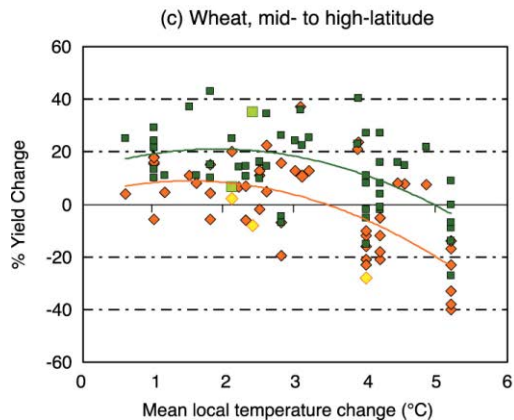 (c) Wheat, mid- to high-latitude
60
40
20
0
-20
-40
-60
% Yield Change
0 1 2 3 4 5 6
Mean local temperature change (°C)